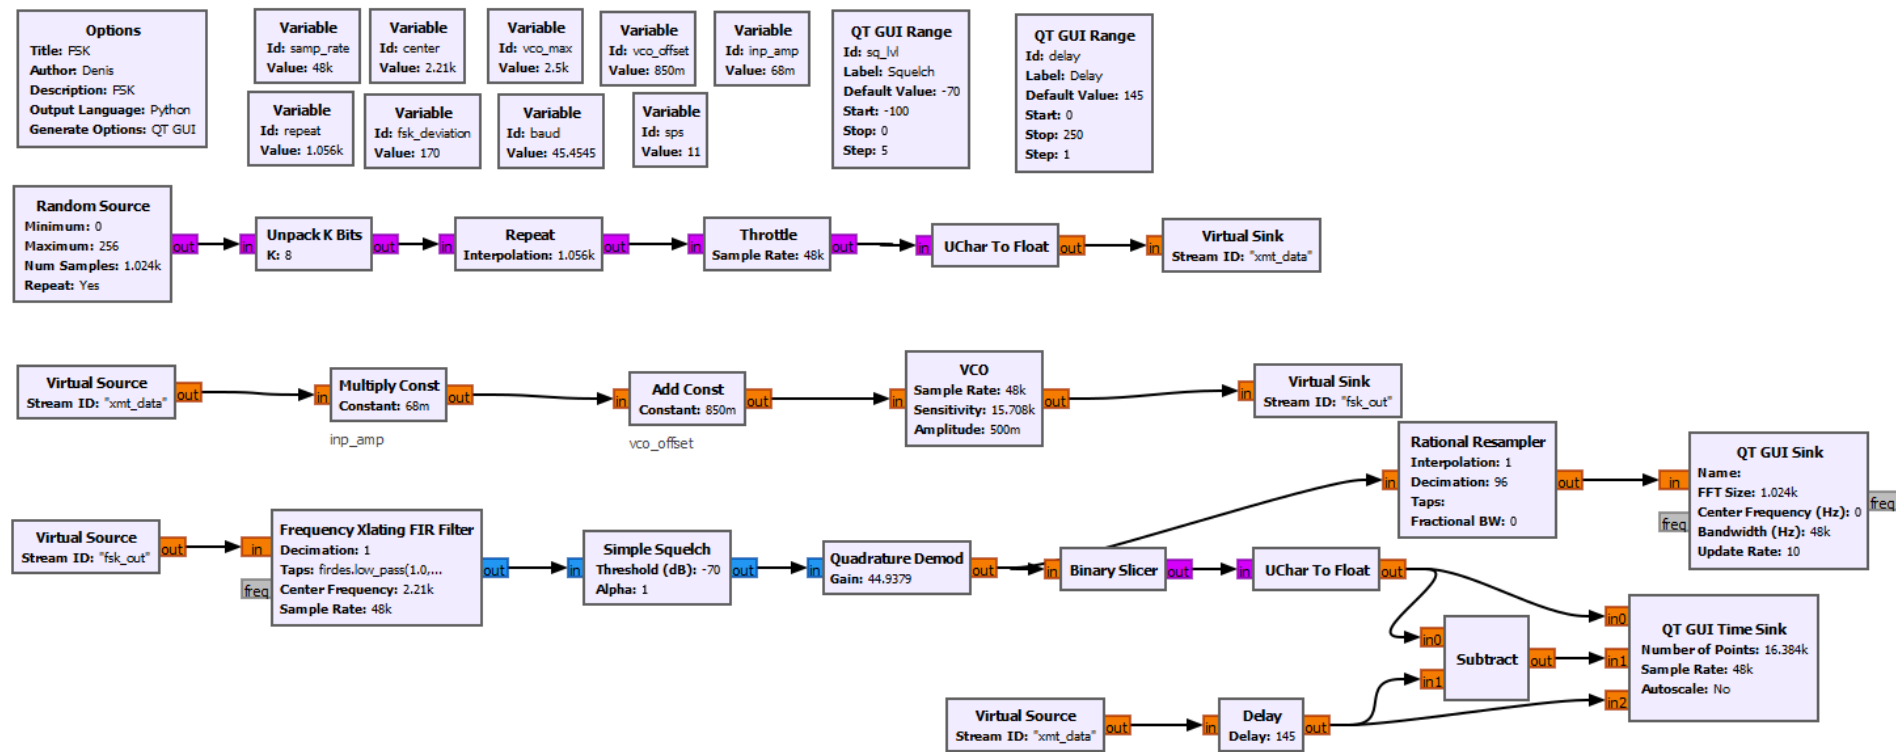 Options
Title: FSK
Author: Denis
Description: FSK
Output Language: Python
Generate Options: QT GUI
Variable
Id: samp_rate
Value: 48k
Variable
Id: center
Value: 2.21k
Variable
Id: vco_max
Value: 2.5k
Variable
Id: vco_offset
Value: 850m
Variable
Id: inp_amp
Value: 68m
QT GUI Range
Id: sq_lvl
Label: Squelch
Default Value: -70
Start: -100
Stop: 0
Step: 5
QT GUI Range
Id: delay
Label: Delay
Default Value: 145
Start: 0
Stop: 250
Step: 1
Variable
Id: repeat
Value: 1.056k
Variable
Id: fsk_deviation
Value: 170
Variable
Id: baud
Value: 45.4545
Variable
Id: sps
Value: 11
Random Source
Minimum: 0
Maximum: 256
Num Samples: 1.024k
Repeat: Yes
out
in
Unpack K Bits
K: 8
out
in
Repeat
Interpolation: 1.056k
out
in
Throttle
Sample Rate: 48k
out
in
UChar To Float
out
in
Virtual Sink
Stream ID: "xmt_data"
Virtual Source
Stream ID: "xmt_data"
out
in
Multiply Const
Constant: 68m
out
inp_amp
in
Add Const
Constant: 850m
out
vco_offset
in
VCO
Sample Rate: 48k
Sensitivity: 15.708k
Amplitude: 500m
out
in
Virtual Sink
Stream ID: "fsk_out"
in
Rational Resampler
Interpolation: 1
Decimation: 96
Taps:
Fractional BW: 0
out
in
freq
QT GUI Sink
Name:
FFT Size: 1.024k
Center Frequency (Hz): 0
Bandwidth (Hz): 48k
Update Rate: 10
freq
Virtual Source
Stream ID: "fsk_out"
out
in
freq
Frequency Xlating FIR Filter
Decimation: 1
Taps: firdes.low_pass(1.0,...
Center Frequency: 2.21k
Sample Rate: 48k
out
in
Simple Squelch
Threshold (dB): -70
Alpha: 1
out
in
Quadrature Demod
Gain: 44.9379
out
in
Binary Slicer
out
in
UChar To Float
out
in0
in1
Subtract
out
in0
in1
in2
QT GUI Time Sink
Number of Points: 16.384k
Sample Rate: 48k
Autoscale: No
Virtual Source
Stream ID: "xmt_data"
out
in
Delay
Delay: 145
out